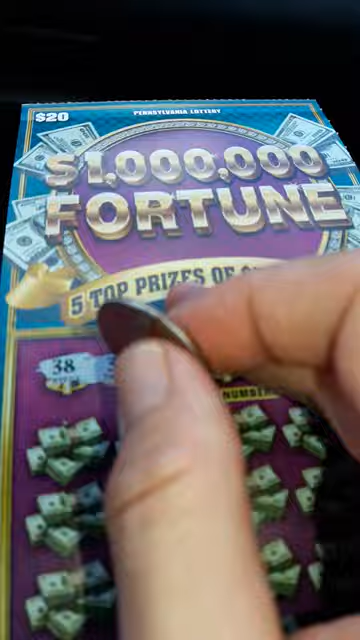 $20
PENNSYLVANIA LOTTERY
$1,000,000
FORTUNE
5 TOP PRIZES OF
38